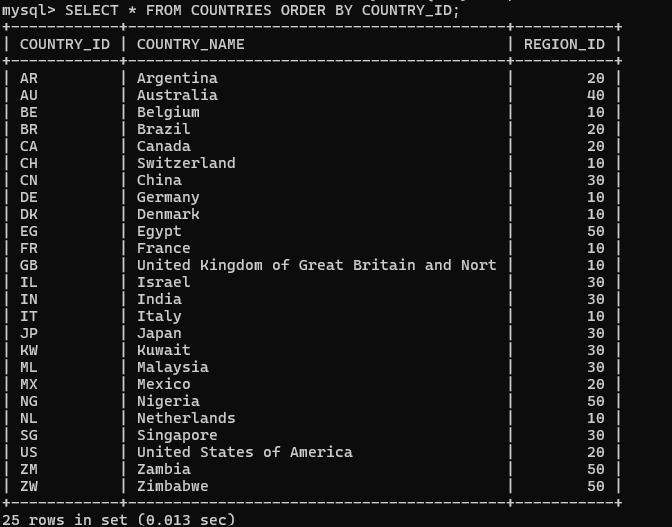 mysql> SELECT * FROM COUNTRIES ORDER BY COUNTRY_ID;
+------------+------------------------------------------+-----------+
| COUNTRY_ID | COUNTRY_NAME                             | REGION_ID |
+------------+------------------------------------------+-----------+
| AR         | Argentina                                |        20 |
| AU         | Australia                                |        40 |
| BE         | Belgium                                  |        10 |
| BR         | Brazil                                   |        20 |
| CA         | Canada                                   |        20 |
| CH         | Switzerland                              |        10 |
| CN         | China                                    |        30 |
| DE         | Germany                                  |        10 |
| DK         | Denmark                                  |        10 |
| EG         | Egypt                                    |        50 |
| FR         | France                                   |        10 |
| GB         | United Kingdom of Great Britain and Nort |        10 |
| IL         | Israel                                   |        30 |
| IN         | India                                    |        30 |
| IT         | Italy                                    |        10 |
| JP         | Japan                                    |        30 |
| KW         | Kuwait                                   |        30 |
| ML         | Malaysia                                 |        30 |
| MX         | Mexico                                   |        20 |
| NG         | Nigeria                                  |        50 |
| NL         | Netherlands                              |        10 |
| SG         | Singapore                                |        30 |
| US         | United States of America                 |        20 |
| ZM         | Zambia                                   |        50 |
| ZW         | Zimbabwe                                 |        50 |
+------------+------------------------------------------+-----------+
25 rows in set (0.013 sec)